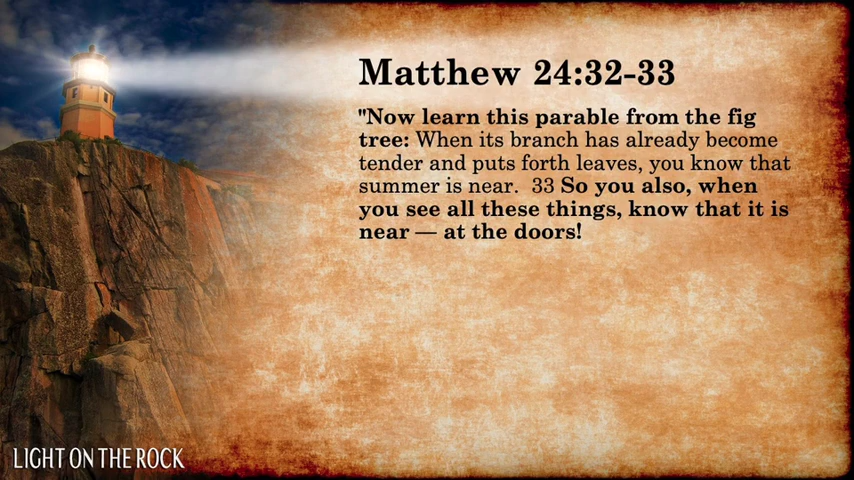 Matthew 24:32-33
"Now learn this parable from the fig
tree: When its branch has already become
tender and puts forth leaves, you know that
summer is near.  33 So you also, when
you see all these things, know that it is
near — at the doors!
LIGHT ON THE ROCK